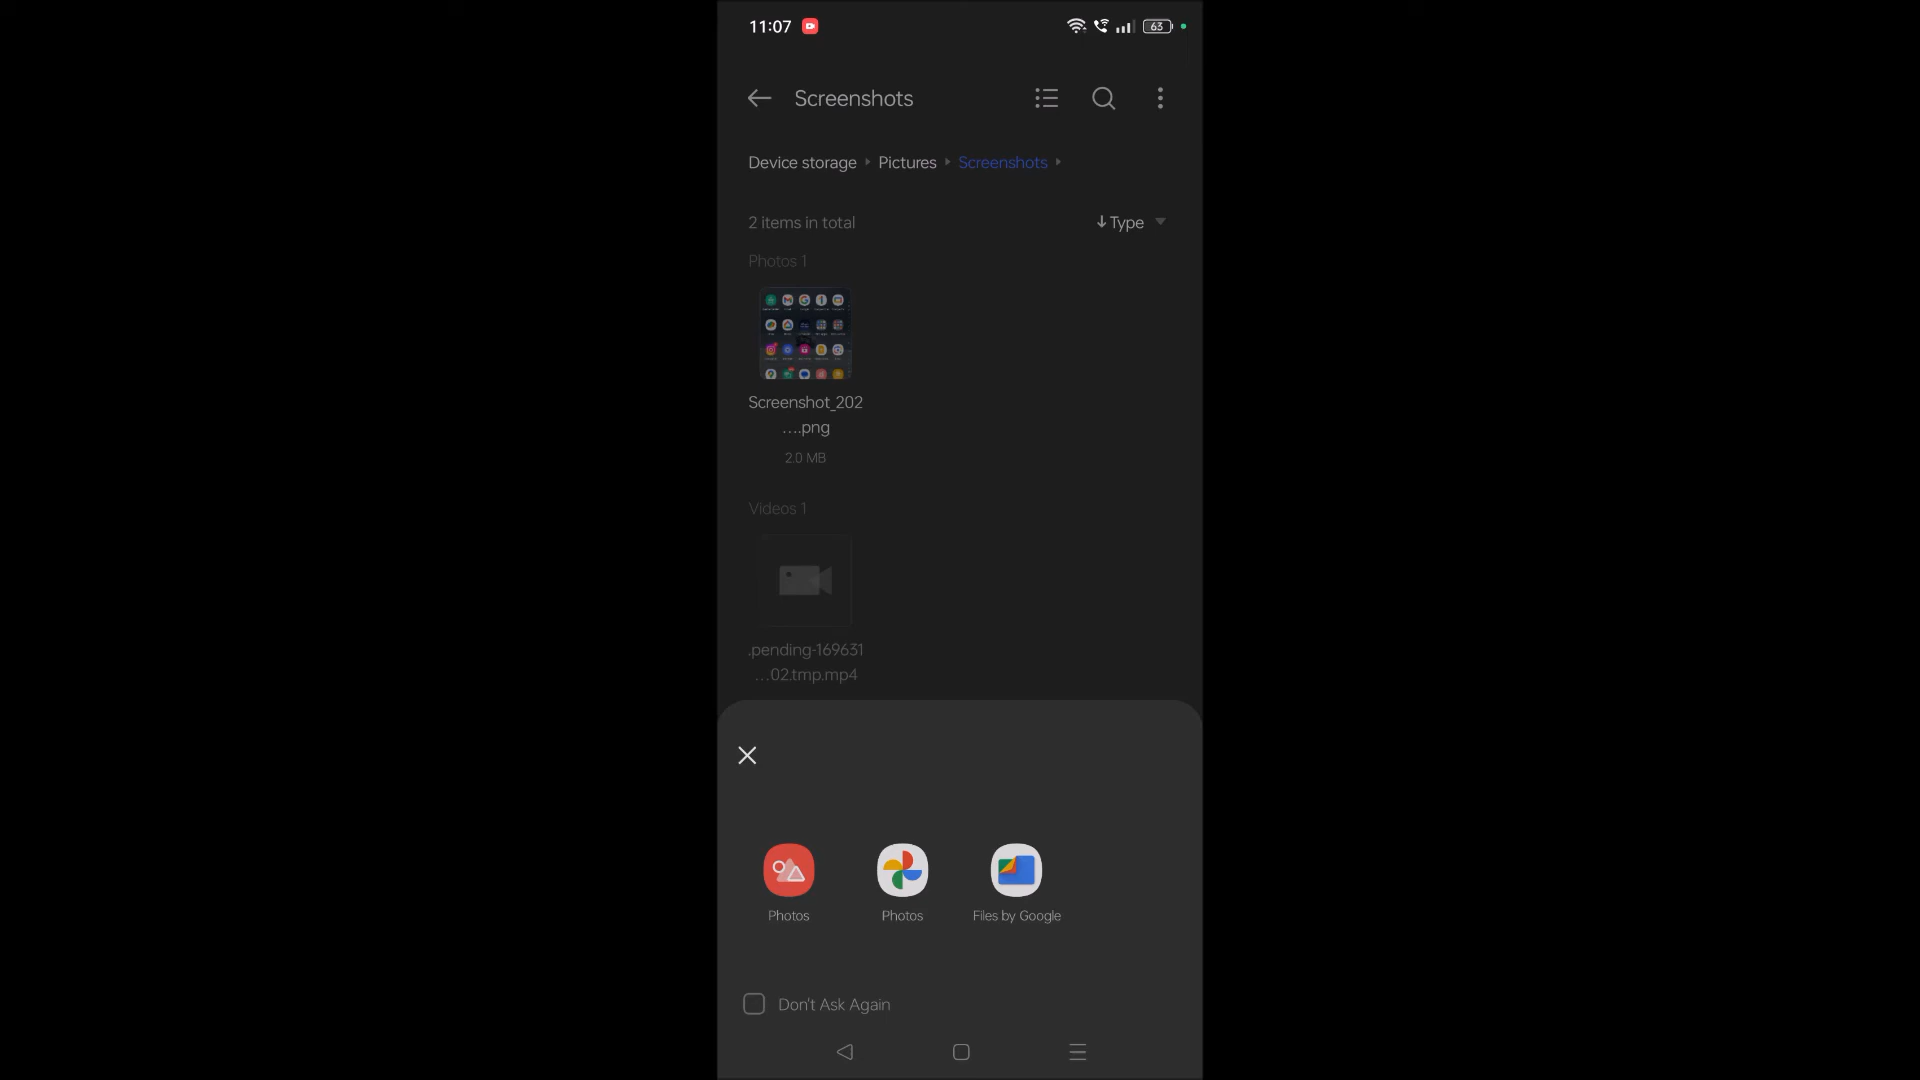 11:07
63
Screenshots
Device storage Pictures Screenshots
2 items in total
Type
Photos 1
Screenshot_202
....png
2.0 MB
Videos 1
.pending-169631
...02.tmp.mp4
Photos
Photos
Files by Google
Don't Ask Again